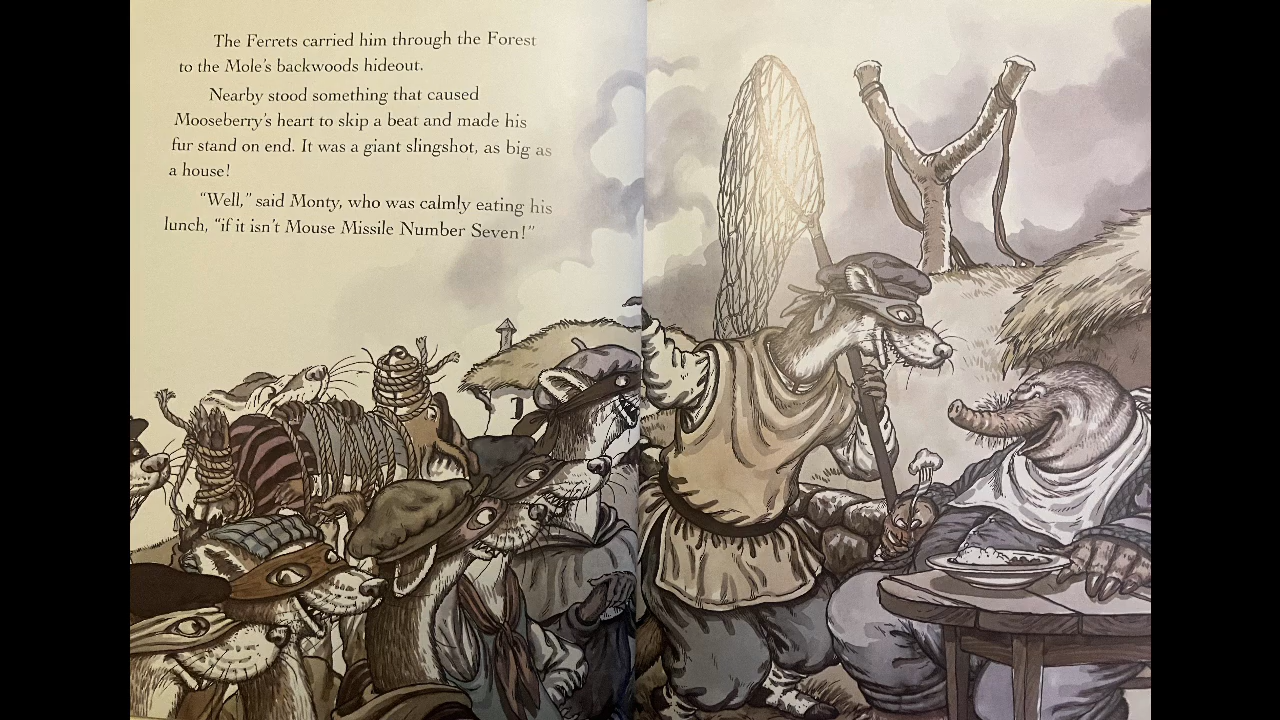 The Ferrets carried him through the Forest
to the Mole's backwoods hideout.
Nearby stood something that caused
Mooseberry's heart to skip a beat and made his
fur stand on end. It was a giant slingshot, as big as
a house!
"Well," said Monty, who was calmly eating his
lunch, "if it isn't Mouse Missile Number Seven!"